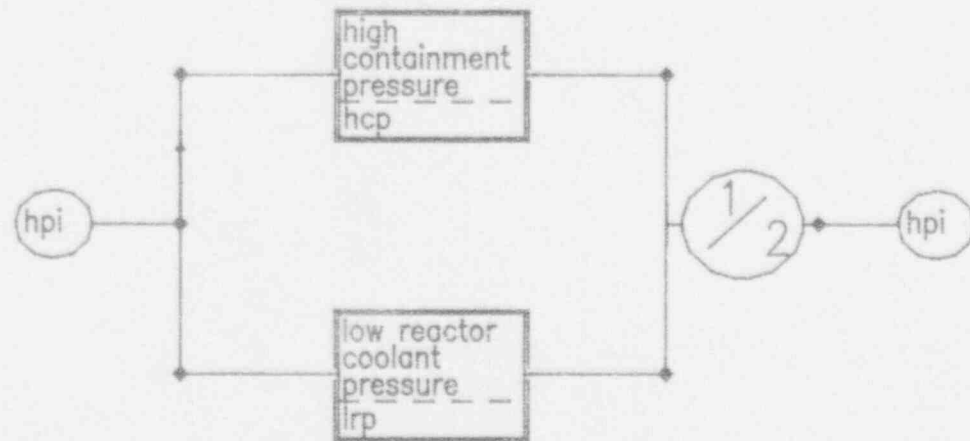 high
containment
pressure
hcp
hpi
1/2
hpi
low reactor
coolant
pressure
lrp